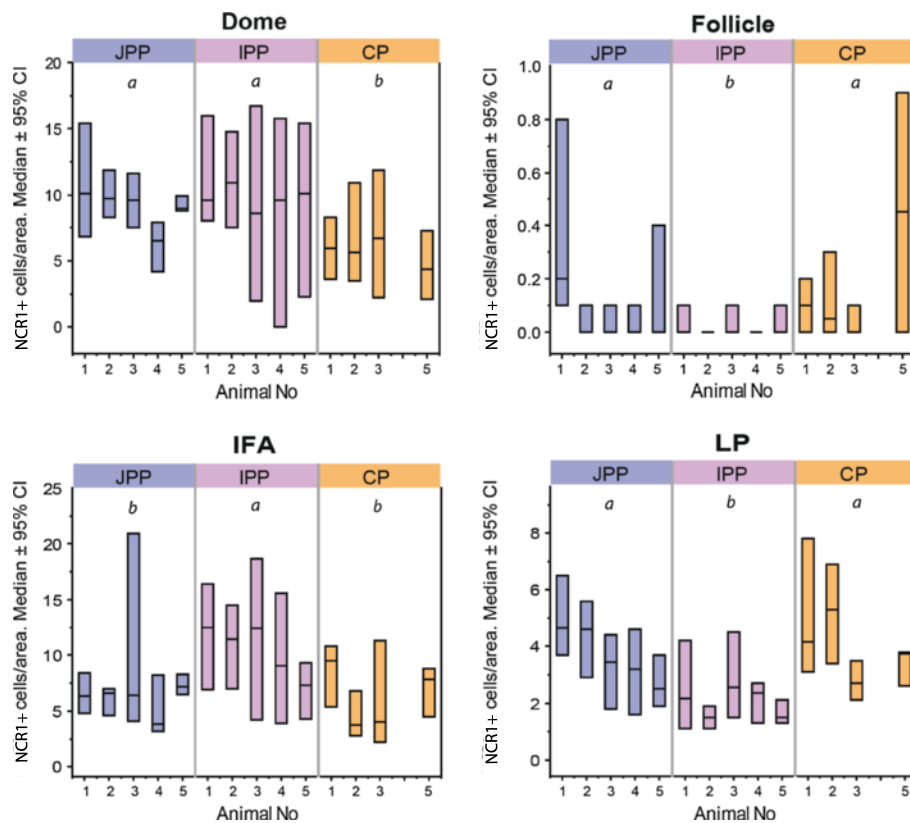 Dome
JPP IPP CP
a a b
20
15
10
5
0
NCR1+ cells/area. Median ± 95% CI
1 2 3 4 5 1 2 3 4 5 1 2 3 5
Animal No
Follicle
JPP IPP CP
a b a
1.0
0.8
0.6
0.4
0.2
0.0
NCR1+ cells/area. Median ± 95% CI
1 2 3 4 5 1 2 3 4 5 1 2 3 5
Animal No
IFA
JPP IPP CP
b a b
25
20
15
10
5
0
NCR1+ cells/area. Median ± 95% CI
1 2 3 4 5 1 2 3 4 5 1 2 3 5
Animal No
LP
JPP IPP CP
a b a
8
6
4
2
0
NCR1+ cells/area. Median ± 95% CI
1 2 3 4 5 1 2 3 4 5 1 2 3 5
Animal No